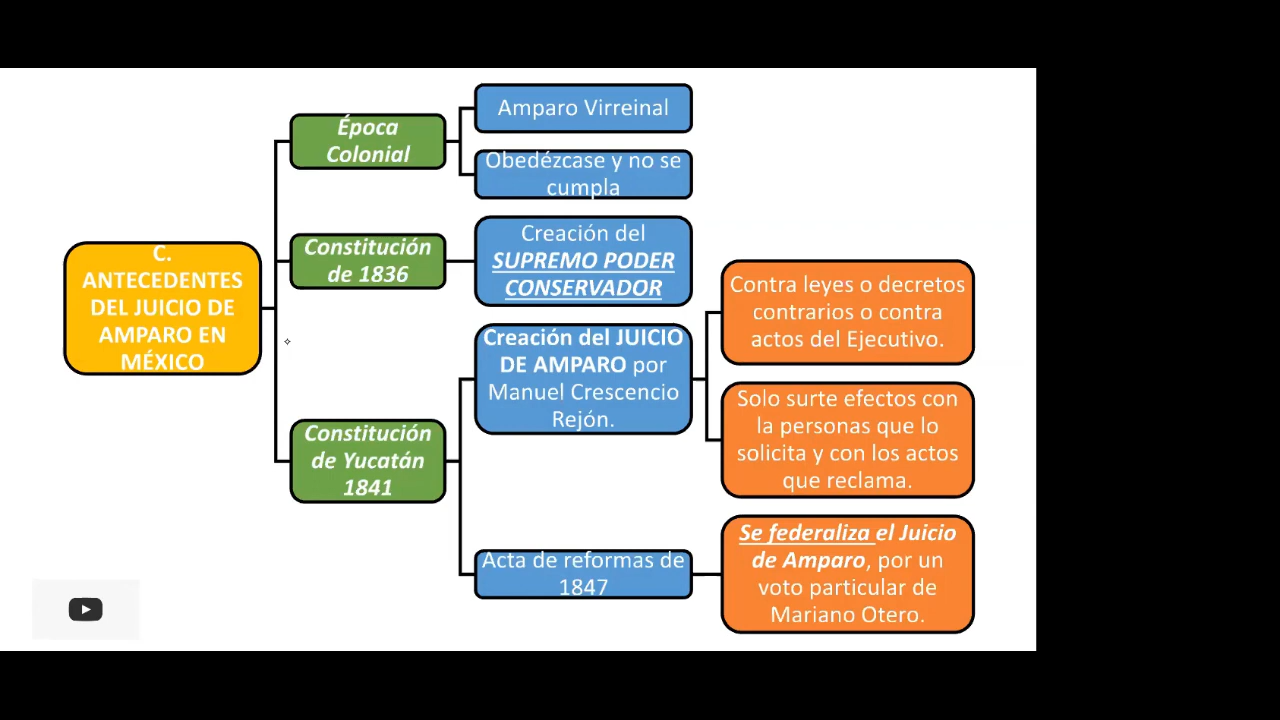 C.
ANTECEDENTES
DEL JUICIO DE
AMPARO EN
MÉXICO
Época
Colonial
Amparo Virreinal
Obedézcase y no se
cumpla
Constitución
de 1836
Creación del
SUPREMO PODER
CONSERVADOR
Constitución
de Yucatán
1841
Creación del JUICIO
DE AMPARO por
Manuel Crescencio
Rejón.
Contra leyes o decretos
contrarios o contra
actos del Ejecutivo.
Solo surte efectos con
la personas que lo
solicita y con los actos
que reclama.
Acta de reformas de
1847
Se federaliza el Juicio
de Amparo, por un
voto particular de
Mariano Otero.